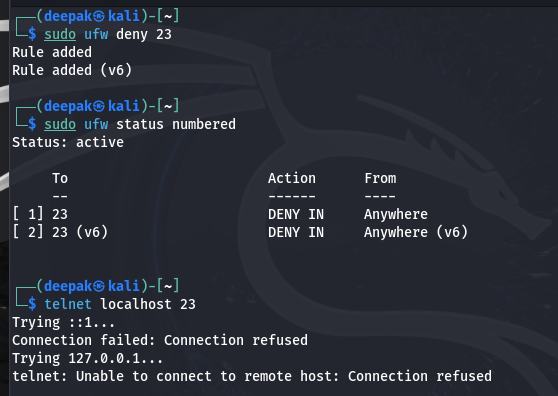 (deepak㉿kali)-[~]
$ sudo ufw deny 23
Rule added
Rule added (v6)
(deepak㉿kali)-[~]
$ sudo ufw status numbered
Status: active
To                         Action      From
--                         ------      ----
[ 1] 23                         DENY IN     Anywhere
[ 2] 23 (v6)                    DENY IN     Anywhere (v6)
(deepak㉿kali)-[~]
$ telnet localhost 23
Trying ::1...
Connection failed: Connection refused
Trying 127.0.0.1...
telnet: Unable to connect to remote host: Connection refused